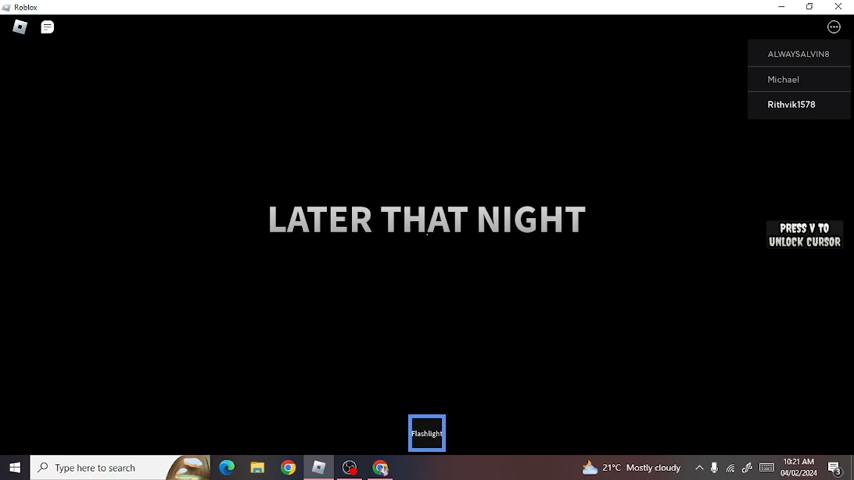 Roblox
ALWAYSALVIN8
Michael
Rithvik1578
LATER THAT NIGHT
PRESS V TO
UNLOCK CURSOR
Flashlight
Type here to search
21°C Mostly cloudy
10:21 AM
04/02/2024
3